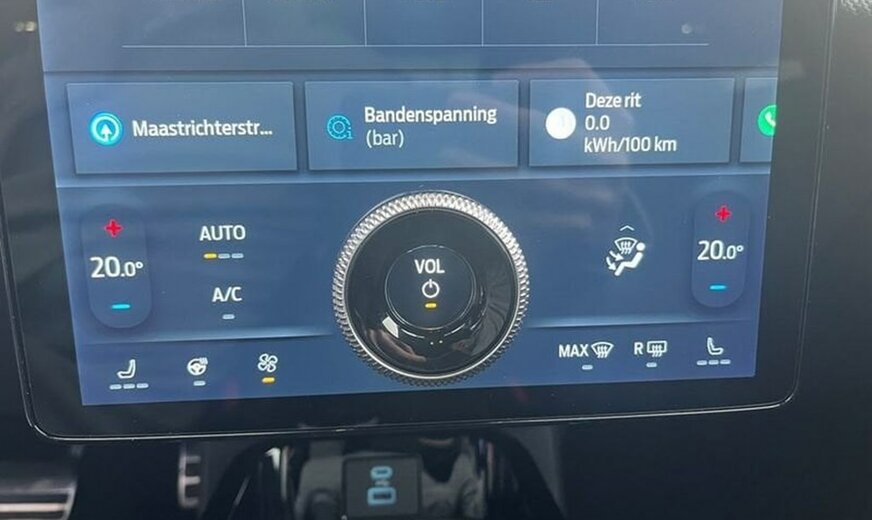 Maastrichterstr...
Bandenspanning
(bar)
Deze rit
0.0
kWh/100 km
AUTO
20.0°
A/C
VOL
20.0°
MAX
R